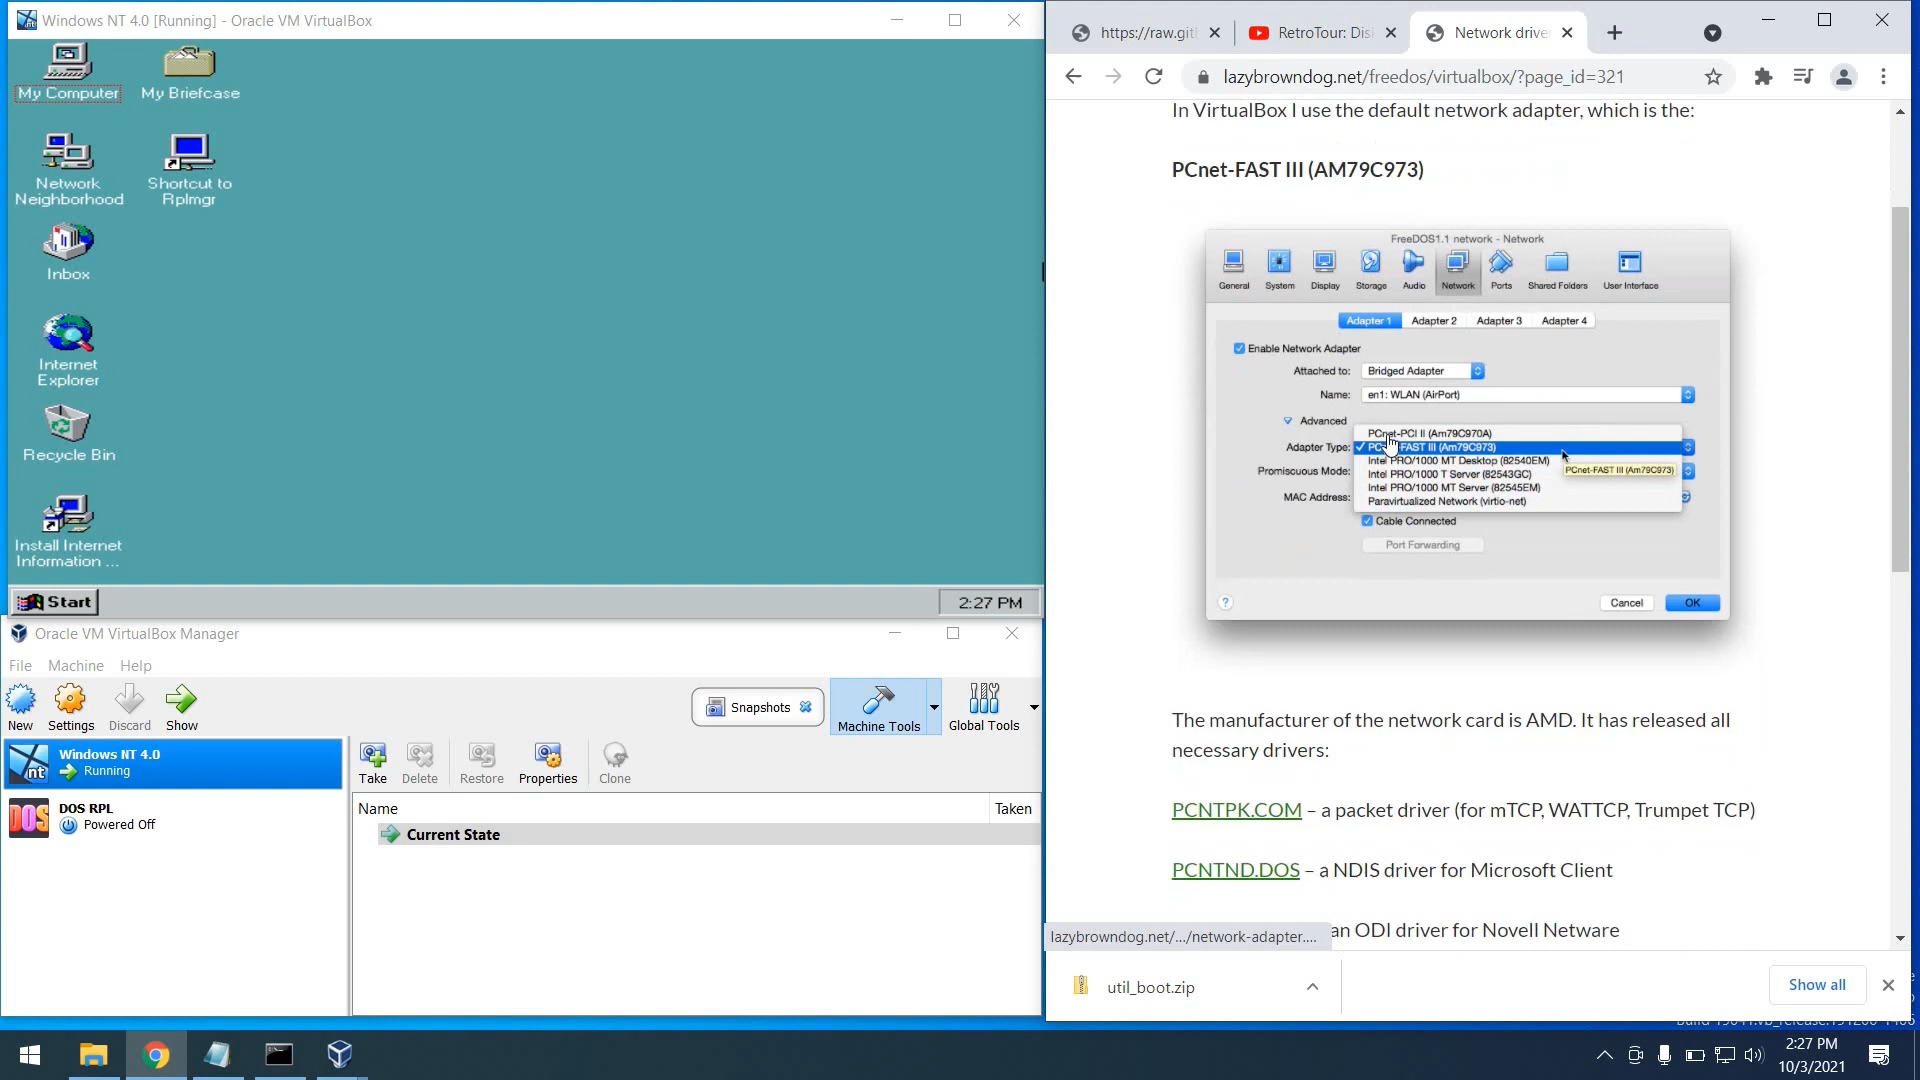 Windows NT 4.0 [Running] - Oracle VM VirtualBox
My Computer
My Briefcase
Network
Neighborhood
Shortcut to
Rplmgr
Inbox
Internet
Explorer
Recycle Bin
Install Internet
Information ...
Start
2:27 PM
Oracle VM VirtualBox Manager
File Machine Help
New
Settings
Discard
Show
Snapshots
Machine Tools
Global Tools
nt
Windows NT 4.0
Running
DOS
DOS RPL
Powered Off
Take
Delete
Restore
Properties
Clone
Name
Taken
Current State
https://raw.git
RetroTour: Dis
Network drive
lazybrowndog.net/freedos/virtualbox/?page_id=321
In VirtualBox I use the default network adapter, which is the:
PCnet-FAST III (AM79C973)
FreeDOS1.1 network - Network
General
System
Display
Storage
Audio
Network
Ports
Shared Folders
User Interface
Adapter 1
Adapter 2
Adapter 3
Adapter 4
Enable Network Adapter
Attached to: Bridged Adapter
Name: en1: WLAN (AirPort)
Advanced
PCnet-PCI II (Am79C970A)
Adapter Type: PCnet-FAST III (Am79C973)
Intel PRO/1000 MT Desktop (82540EM)
PCnet-FAST III (Am79C973)
Promiscuous Mode: Intel PRO/1000 T Server (82543GC)
Intel PRO/1000 MT Server (82545EM)
MAC Address: Paravirtualized Network (virtio-net)
Cable Connected
Port Forwarding
?
Cancel
OK
The manufacturer of the network card is AMD. It has released all
necessary drivers:
PCNTPK.COM – a packet driver (for mTCP, WATTCP, Trumpet TCP)
PCNTND.DOS – a NDIS driver for Microsoft Client
an ODI driver for Novell Netware
lazybrowndog.net/.../network-adapter....
util_boot.zip
Show all
2:27 PM
10/3/2021